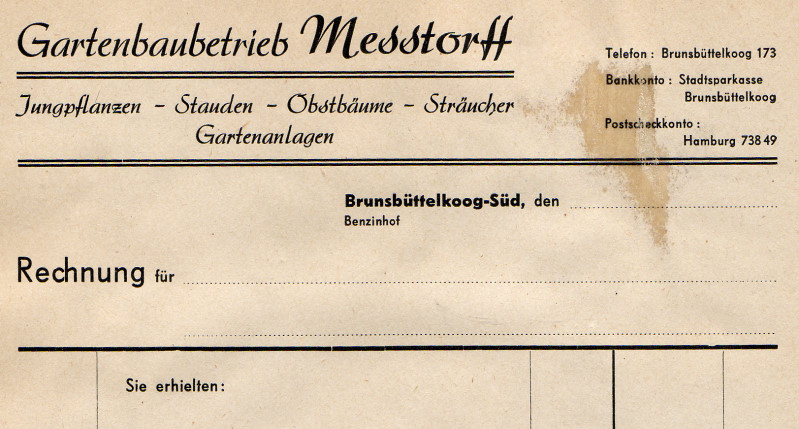 Gartenbaubetrieb Messtorff
Jungpflanzen - Stauden - Obstbäume - Sträucher
Gartenanlagen
Telefon: Brunsbüttelkoog 173
Bankkonto: Stadtsparkasse
Brunsbüttelkoog
Postscheckkonto:
Hamburg 738 49
Brunsbüttelkoog-Süd, den
Benzinhof
Rechnung für
Sie erhielten: